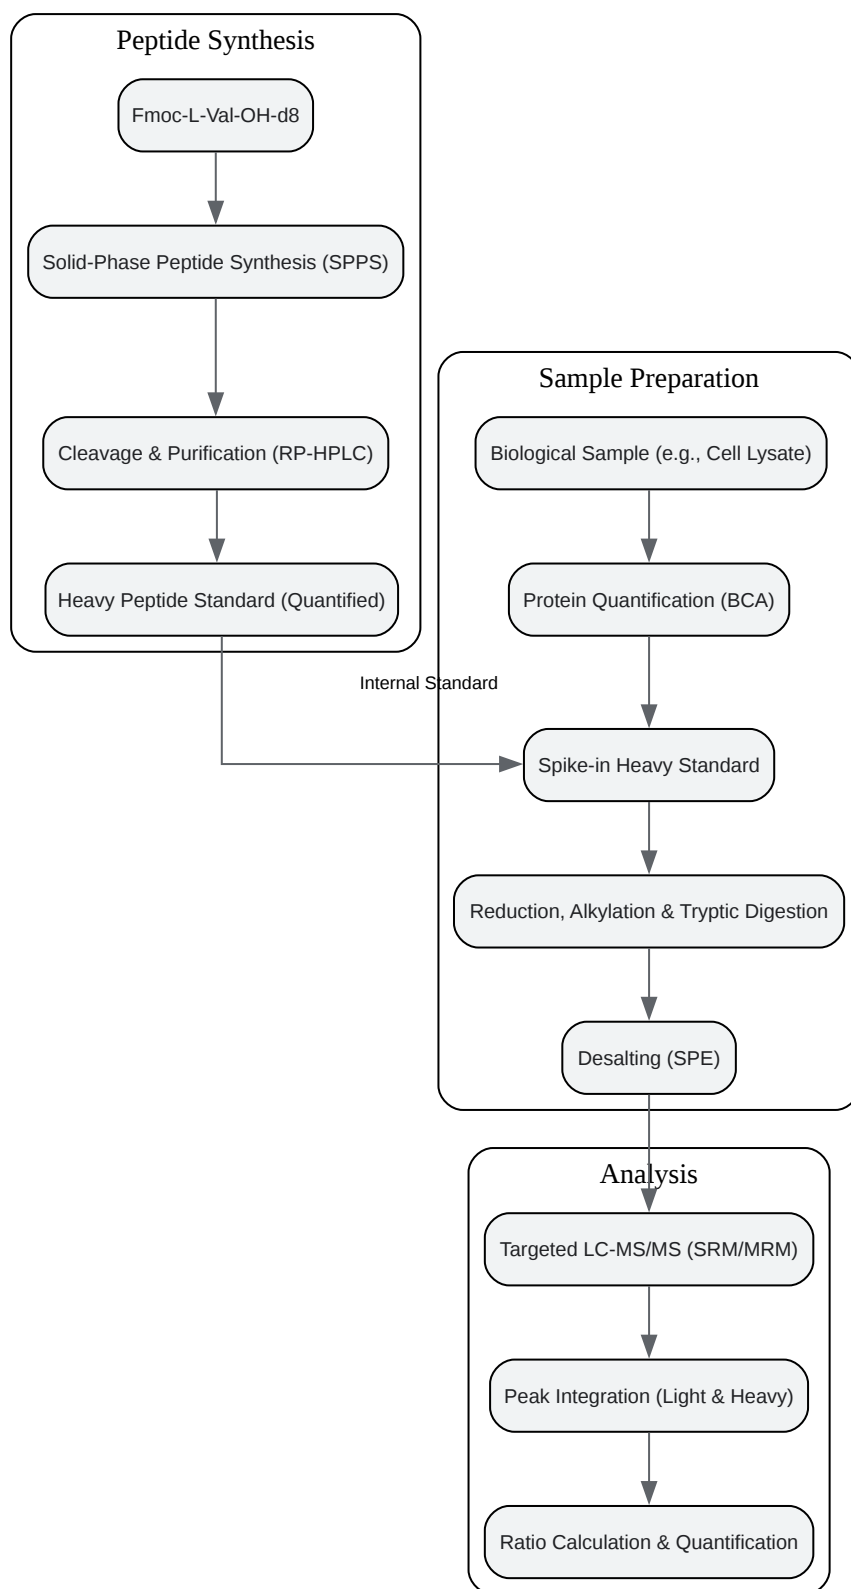 Peptide Synthesis
Fmoc-L-Val-OH-d8
Solid-Phase Peptide Synthesis (SPPS)
Cleavage & Purification (RP-HPLC)
Heavy Peptide Standard (Quantified)
Internal Standard
Sample Preparation
Biological Sample (e.g., Cell Lysate)
Protein Quantification (BCA)
Spike-in Heavy Standard
Reduction, Alkylation & Tryptic Digestion
Desalting (SPE)
Analysis
Targeted LC-MS/MS (SRM/MRM)
Peak Integration (Light & Heavy)
Ratio Calculation & Quantification